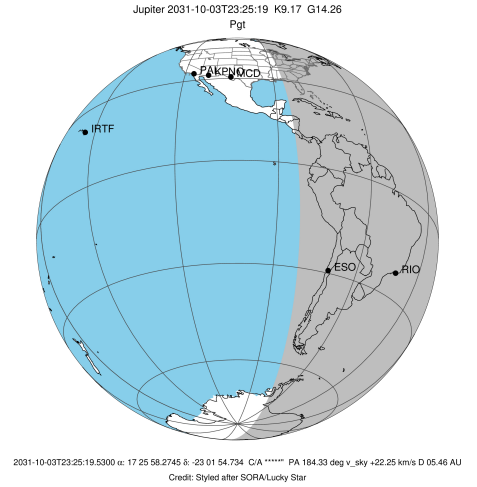 Jupiter 2031-10-03T23:25:19 K9.17 G14.26
Pgt
PAL KPNO MCD
IRTF
ESO
RIO
2031-10-03T23:25:19.5300 α: 17 25 58.2745 δ: -23 01 54.734 C/A *****" PA 184.33 deg v_sky +22.25 km/s D 05.46 AU
Credit: Styled after SORA/Lucky Star